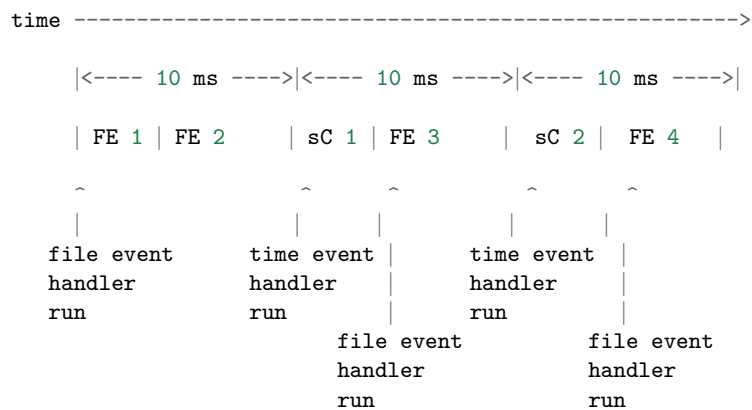 time --------------------------------------------------->
|<---- 10 ms ---->|<---- 10 ms ---->|<---- 10 ms ---->|
| FE 1 | FE 2     | sC 1 | FE 3     |  sC 2 |  FE 4   |
^                 ^      ^          ^       ^
|                 |     |          |       |
file event      time event |      time event |
handler         handler    |      handler    |
run             run        |      run        |
file event          file event
handler             handler
run                 run